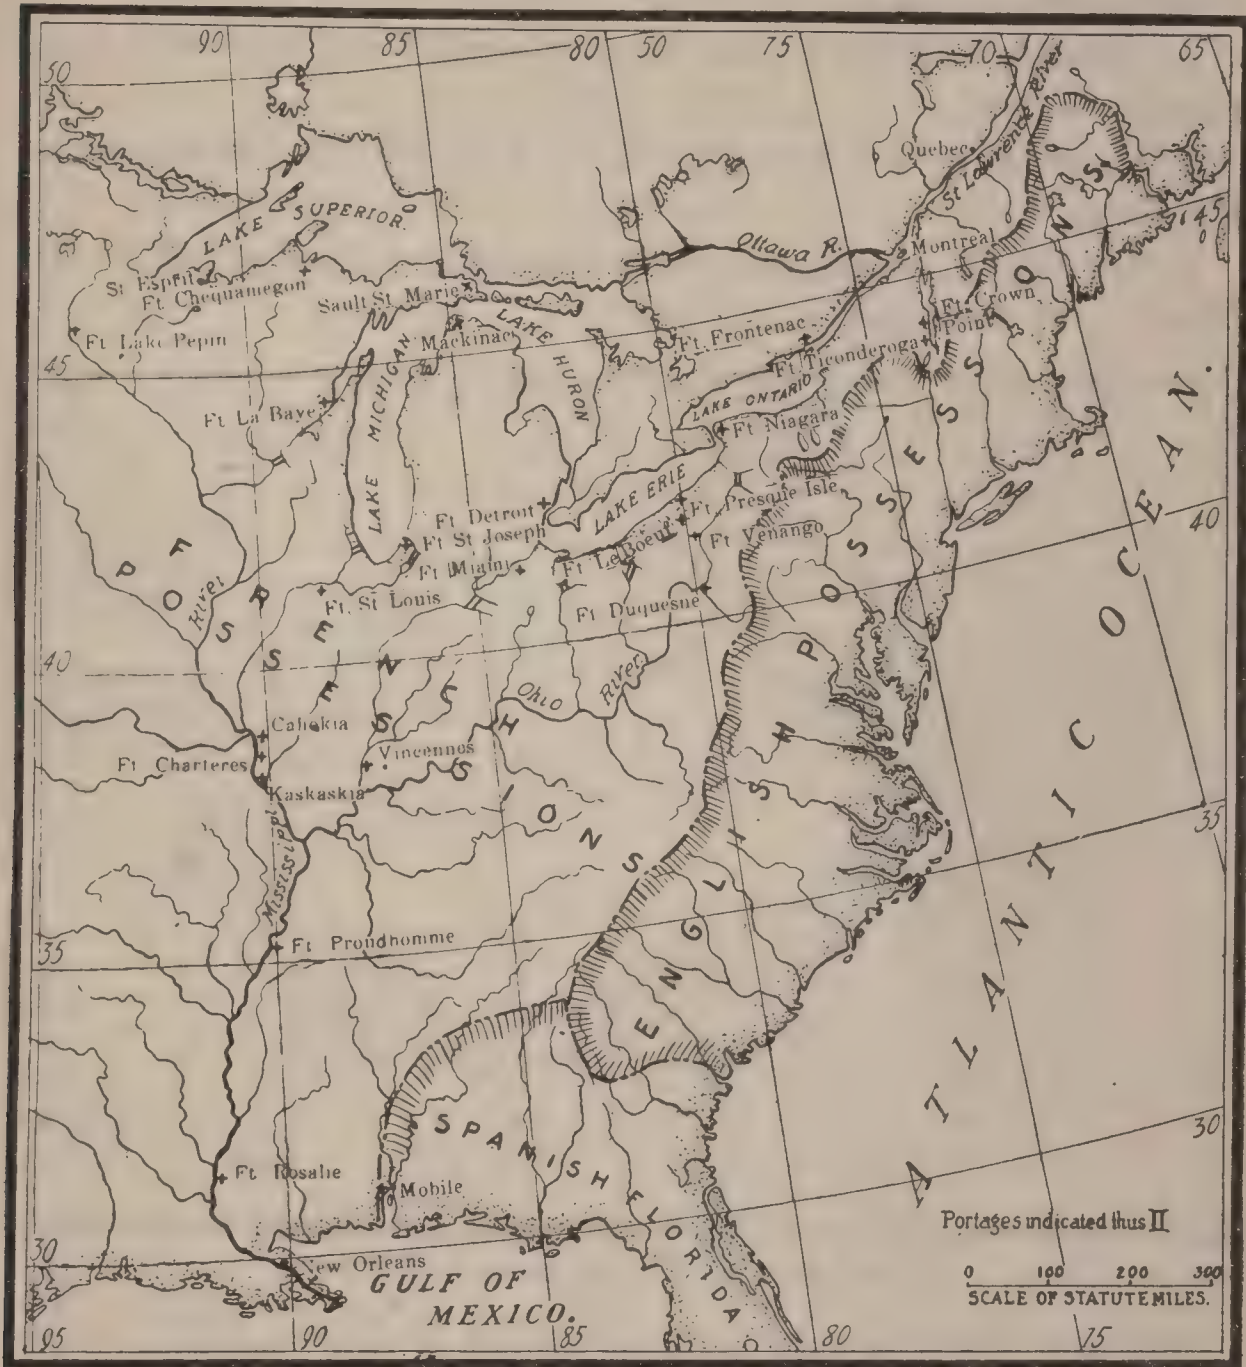 90 85 80 50 75 70 65
50
Quebec
St Lawrence River
LAKE SUPERIOR.
Ottawa R.
Montreal
45
St Esprit
Ft Chequamegon
Sault St Marie
Ft Lake Pepin
Mackinac
LAKE HURON
Ft. Frontenac
Ft. Crown
Point
Ft. Ticonderoga
45
LAKE MICHIGAN
LAKE ONTARIO
Ft La Baye
Ft Niagara
LAKE ERIE
II
Ft Detroit
Ft. Presque Isle
Ft St Joseph
Ft Venango
40
Ft Le Boeuf
Ft Miami
Ft. St Louis
Ft Duquesne
River
FRENCH
POSSESSIONS
40
Ohio River
Cahokia
Vincennes
Ft Charteres
Kaskaskia
35
Mississippi
ENGLISH POSSESSIONS
ATLANTIC OCEAN.
Ft Proudhomme
35
30
SPANISH FLORIDA
Ft Rosalie
Mobile
Portages indicated thus II
30
New Orleans
GULF OF
MEXICO.
0 100 200 300
SCALE OF STATUTE MILES.
95 90 85 80 75